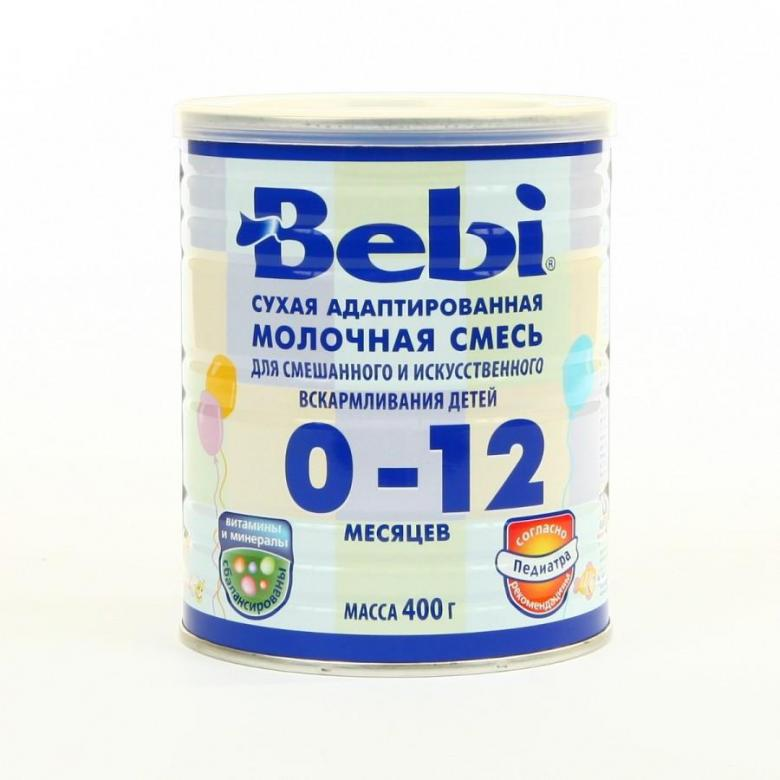 Bebi®
СУХАЯ АДАПТИРОВАННАЯ
МОЛОЧНАЯ СМЕСЬ
ДЛЯ СМЕШАННОГО И ИСКУССТВЕННОГО
ВСКАРМЛИВАНИЯ ДЕТЕЙ
0-12
МЕСЯЦЕВ
витамины
и минералы
сбалансированы
СОГЛАСНО
Педиатра
рекомендациям
МАССА 400 г